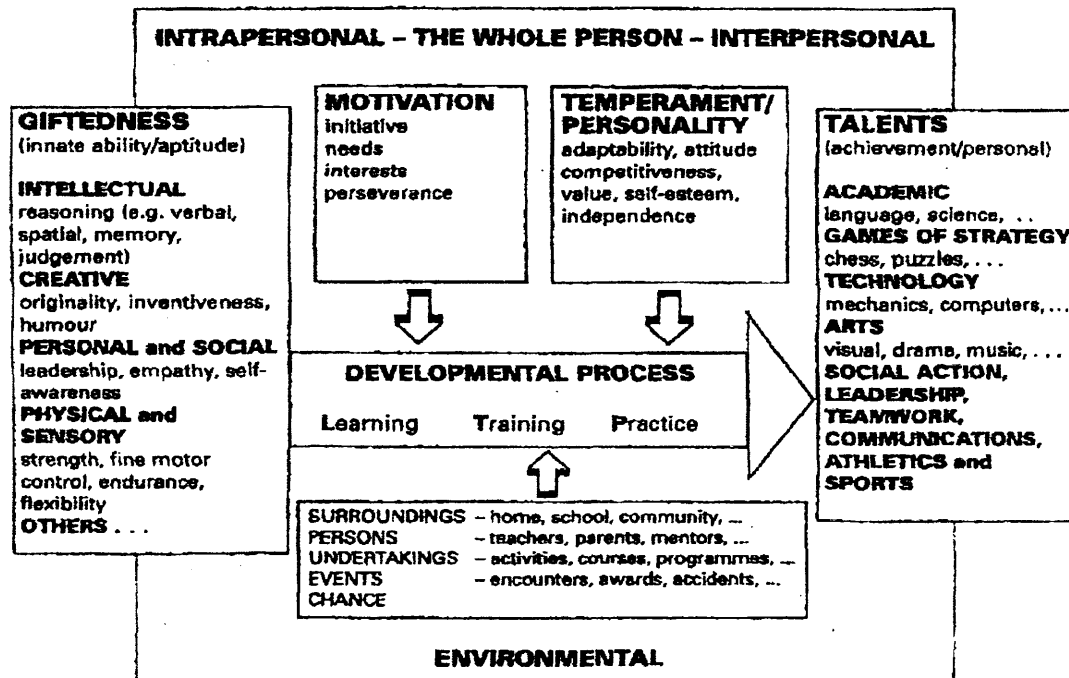 INTRAPERSONAL – THE WHOLE PERSON – INTERPERSONAL
GIFTEDNESS
(innate ability/aptitude)
INTELLECTUAL
reasoning (e.g. verbal,
spatial, memory,
judgement)
CREATIVE
originality, inventiveness,
humour
PERSONAL and SOCIAL
leadership, empathy, self-
awareness
PHYSICAL and
SENSORY
strength, fine motor
control, endurance,
flexibility
OTHERS . . .
MOTIVATION
initiative
needs
interests
perseverance
TEMPERAMENT/
PERSONALITY
adaptability, attitude
competitiveness,
value, self-esteem,
independence
DEVELOPMENTAL PROCESS
Learning Training Practice
SURROUNDINGS – home, school, community, ...
PERSONS – teachers, parents, mentors, ...
UNDERTAKINGS – activities, courses, programmes, ...
EVENTS – encounters, awards, accidents, ...
CHANCE
TALENTS
(achievement/personal)
ACADEMIC
language, science, . .
GAMES OF STRATEGY
chess, puzzles, . . .
TECHNOLOGY
mechanics, computers, ...
ARTS
visual, drama, music, . . .
SOCIAL ACTION,
LEADERSHIP,
TEAMWORK,
COMMUNICATIONS,
ATHLETICS and
SPORTS
ENVIRONMENTAL